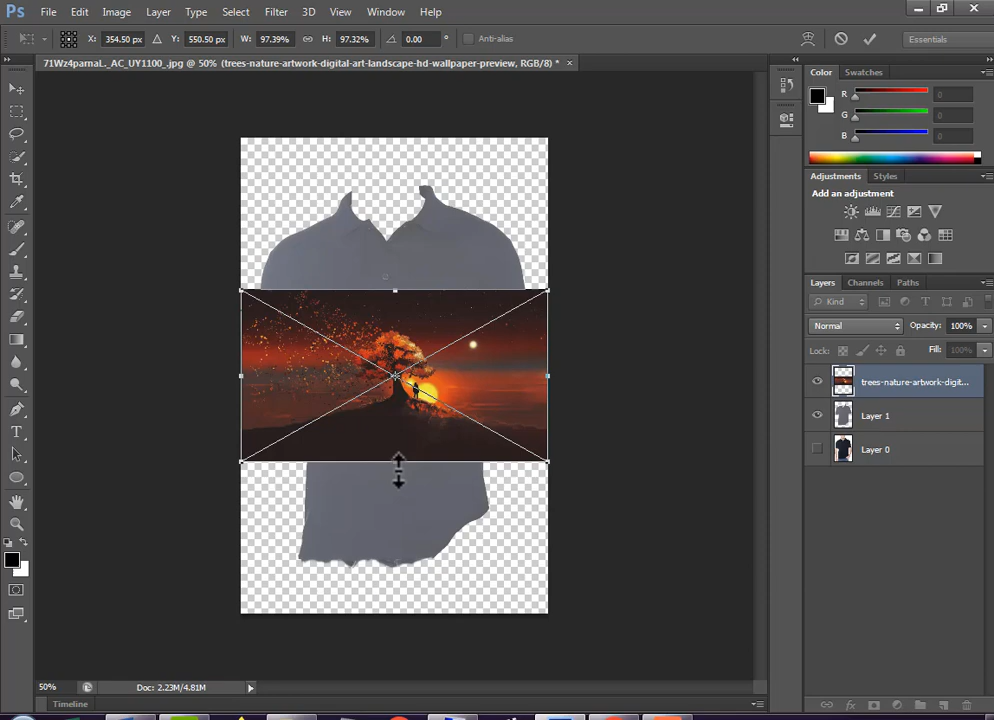 Ps File Edit Image Layer Type Select Filter 3D View Window Help
X: 354.50 px Y: 550.50 px W: 97.39% H: 97.32% 0.00 ° Anti-alias Essentials
71Wz4pamaL._AC_UY1100_.jpg @ 50% (trees-nature-artwork-digital-art-landscape-hd-wallpaper-preview, RGB/8) * ×
Color Swatches
R 0
G 0
B 0
Adjustments Styles
Add an adjustment
Layers Channels Paths
Kind
Normal Opacity: 100%
Lock: Fill: 100%
trees-nature-artwork-digit...
Layer 1
Layer 0
50% Doc: 2.23M/4.81M
Timeline